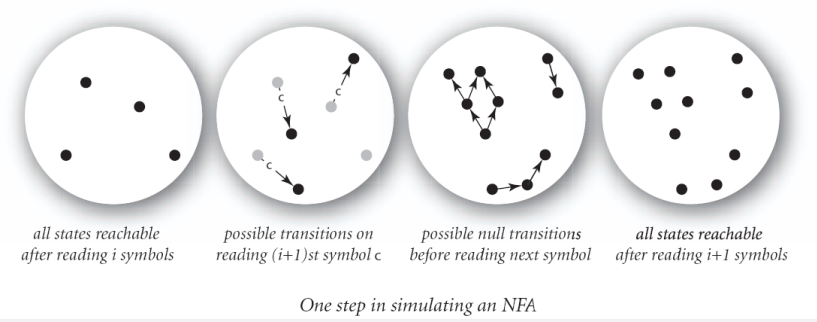 c
c
c
all states reachable
after reading i symbols
possible transitions on
reading (i+1)st symbol c
possible null transitions
before reading next symbol
all states reachable
after reading i+1 symbols
One step in simulating an NFA